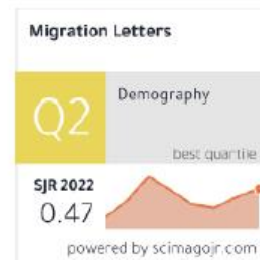 Migration Letters
Q2
Demography
best quartile
SJR 2022
0.47
powered by scimagojr.com